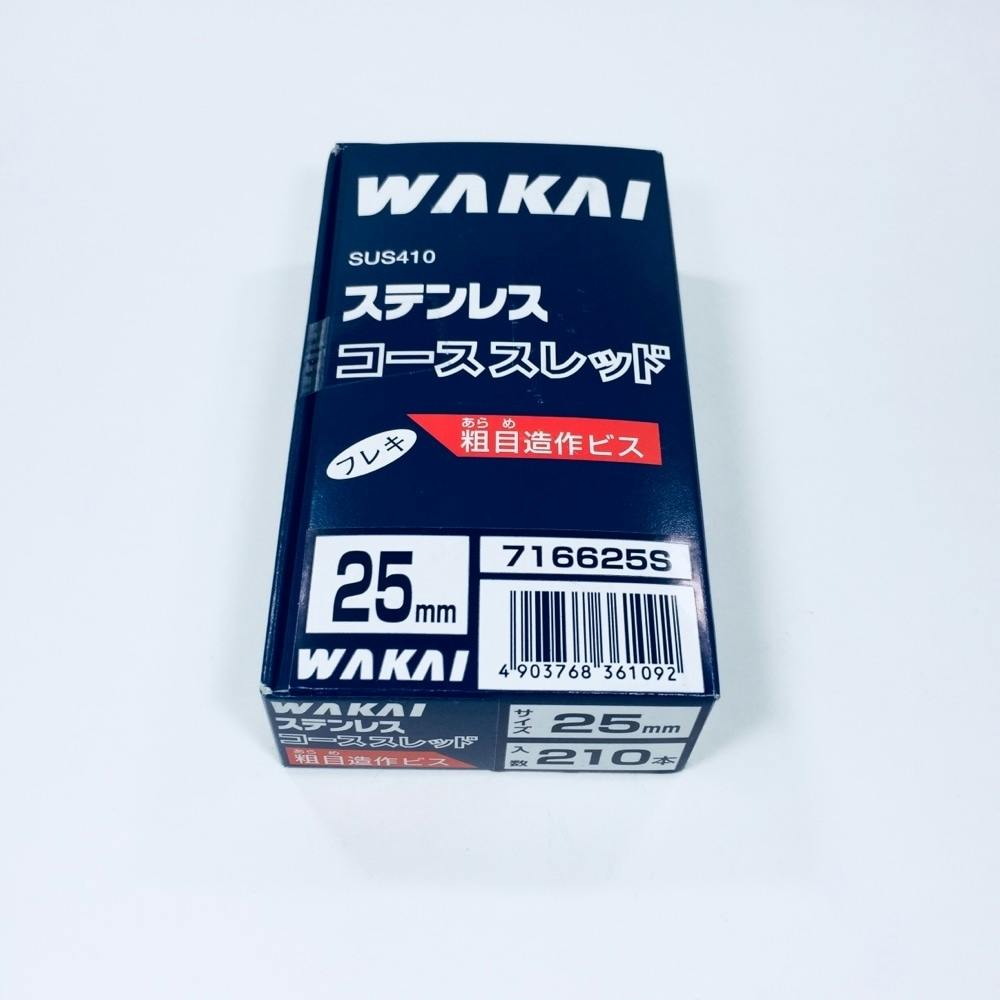 WAKAI
SUS410
ステンレス
コーススレッド
あらめ
フレキ 粗目造作ビス
25mm
716625S
WAKAI
4 903768 361092
WAKAI
ステンレス
コーススレッド
あらめ
粗目造作ビス
サイズ 25mm
入数 210本